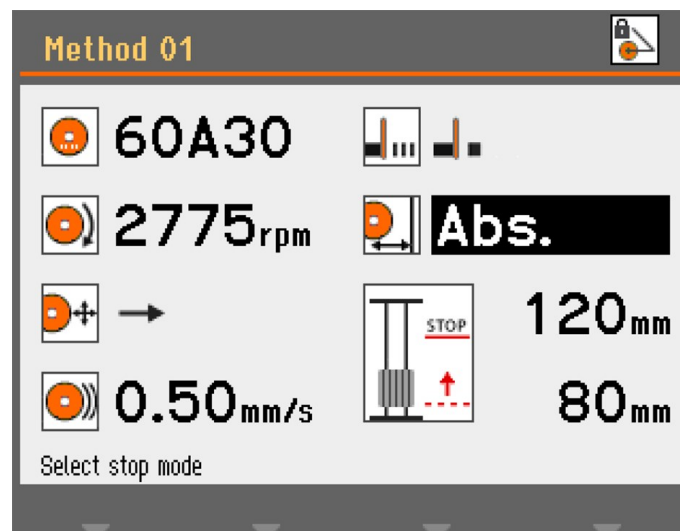 Method 01
60A30
2775rpm
Abs.
STOP
120mm
0.50mm/s
80mm
Select stop mode